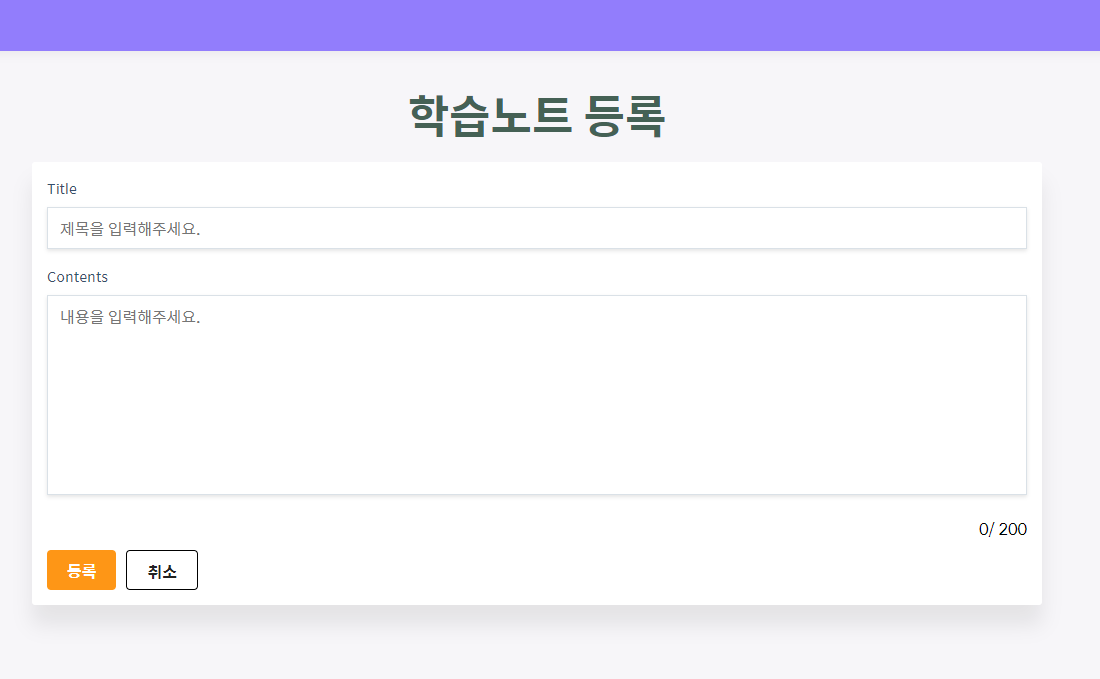 학습노트 등록
Title
제목을 입력해주세요.
Contents
내용을 입력해주세요.
0/ 200
등록 취소